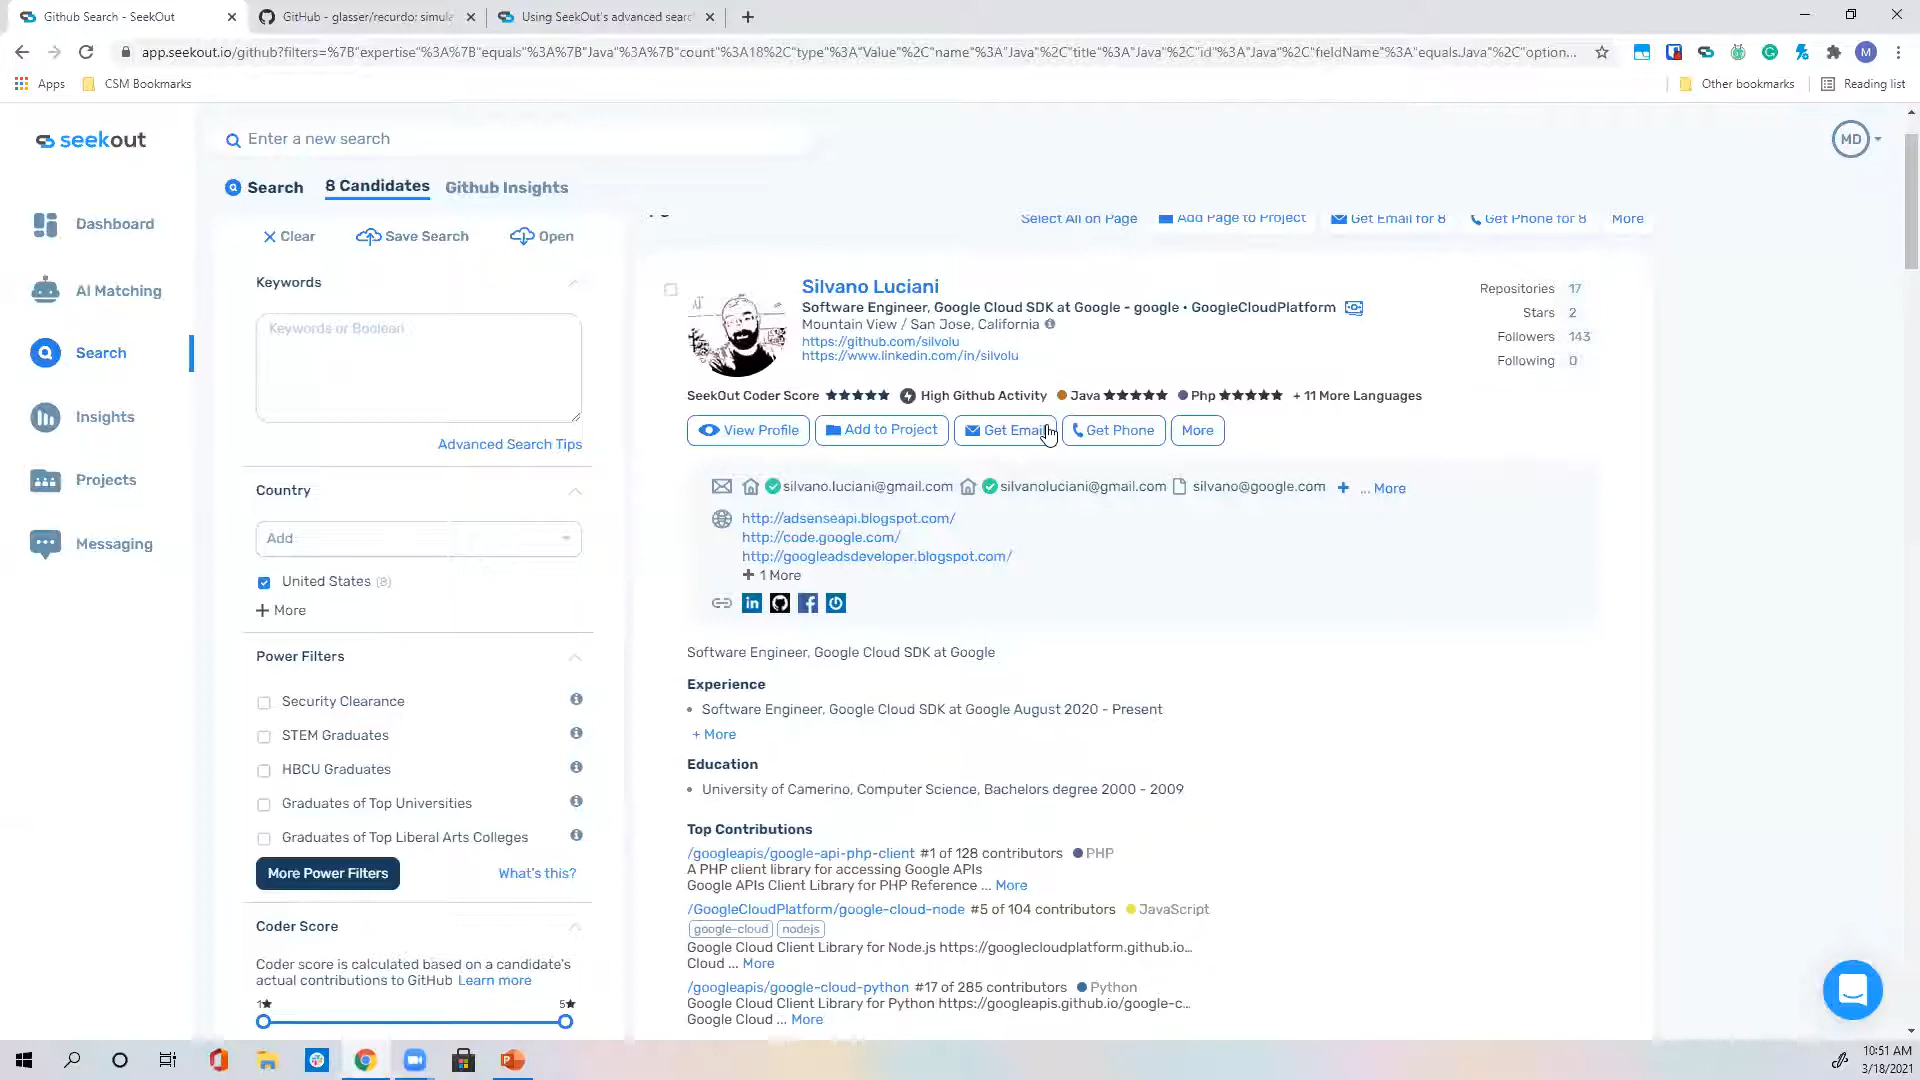 Github Search - SeekOut
GitHub - glasser/recurdo: simula
Using SeekOut's advanced searc
app.seekout.io/github?filters=%7B"expertise"%3A%7B"equals"%3A%7B"Java"%3A%7B"count"%3A18%2C"type"%3A"Value"%2C"name"%3A"Java"%2C"title"%3A"Java"%2C"id"%3A"Java"%2C"fieldName"%3A"equals.Java"%2C"option...
M
Apps
CSM Bookmarks
Other bookmarks
Reading list
seekout
Enter a new search
MD
Search
8 Candidates
Github Insights
Dashboard
AI Matching
Search
Insights
Projects
Messaging
Clear
Save Search
Open
Keywords
Keywords or Boolean
Advanced Search Tips
Country
Add
United States (8)
More
Power Filters
Security Clearance
STEM Graduates
HBCU Graduates
Graduates of Top Universities
Graduates of Top Liberal Arts Colleges
More Power Filters
What's this?
Coder Score
Coder score is calculated based on a candidate's
actual contributions to GitHub Learn more
1★
5★
Select All on Page
Add Page to Project
Get Email for 8
Get Phone for 8
More
Silvano Luciani
Software Engineer, Google Cloud SDK at Google - google • GoogleCloudPlatform
Mountain View / San Jose, California
https://github.com/silvolu
https://www.linkedin.com/in/silvolu
Repositories 17
Stars 2
Followers 143
Following 0
SeekOut Coder Score ★★★★★ High Github Activity Java ★★★★★ Php ★★★★★ + 11 More Languages
View Profile
Add to Project
Get Email
Get Phone
More
silvano.luciani@gmail.com silvanoluciani@gmail.com silvano@google.com + ... More
http://adsenseapi.blogspot.com/
http://code.google.com/
http://googleadsdeveloper.blogspot.com/
+ 1 More
Software Engineer, Google Cloud SDK at Google
Experience
• Software Engineer, Google Cloud SDK at Google August 2020 - Present
+ More
Education
• University of Camerino, Computer Science, Bachelors degree 2000 - 2009
Top Contributions
/googleapis/google-api-php-client #1 of 128 contributors PHP
A PHP client library for accessing Google APIs
Google APIs Client Library for PHP Reference ... More
/GoogleCloudPlatform/google-cloud-node #5 of 104 contributors JavaScript
google-cloud nodejs
Google Cloud Client Library for Node.js https://googlecloudplatform.github.io...
Cloud ... More
/googleapis/google-cloud-python #17 of 285 contributors Python
Google Cloud Client Library for Python https://googleapis.github.io/google-c...
Google Cloud ... More
10:51 AM
3/18/2021